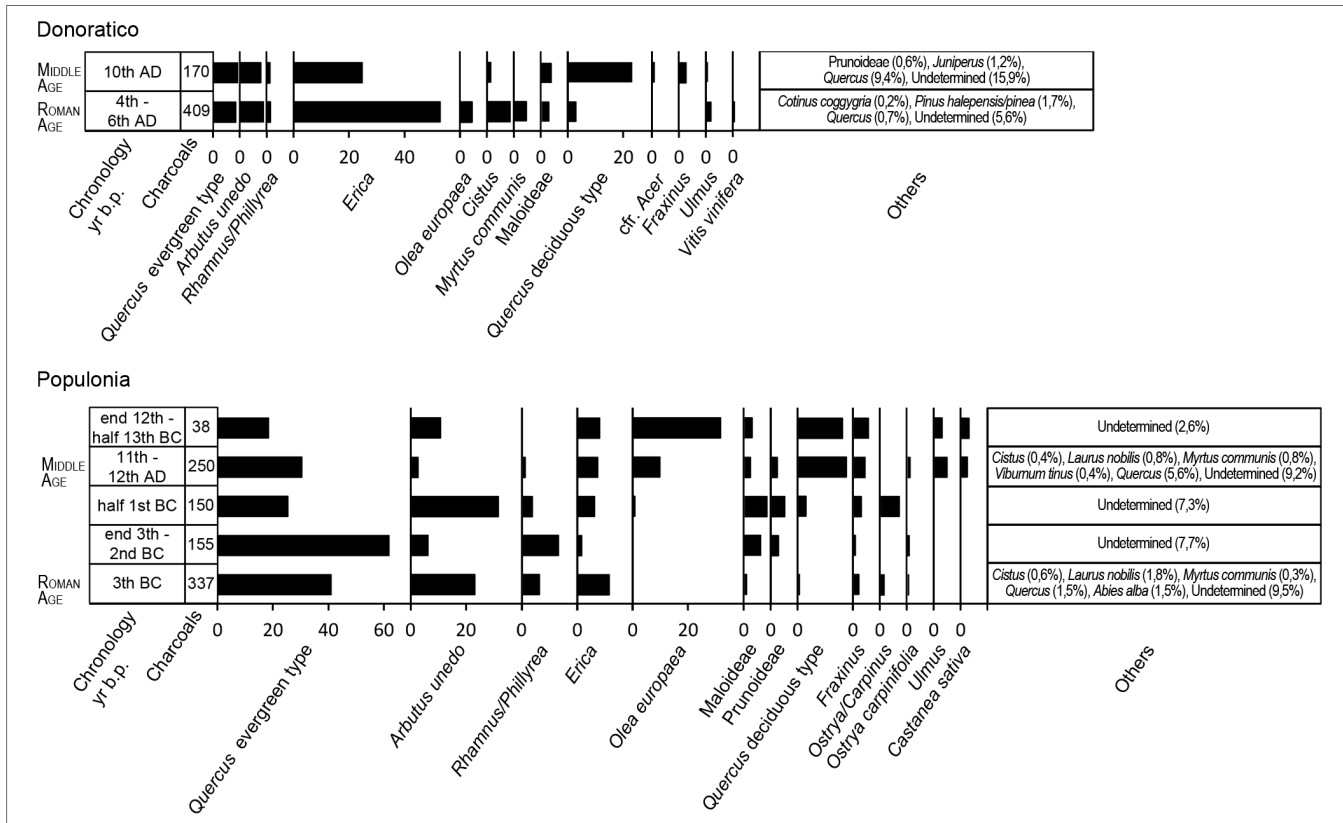 Donoratico
MIDDLE AGE
10th AD
170
Prunoideae (0,6%), Juniperus (1,2%),
Quercus (9,4%), Undetermined (15,9%)
ROMAN AGE
4th -
6th AD
409
Cotinus coggygria (0,2%), Pinus halepensis/pinea (1,7%),
Quercus (0,7%), Undetermined (5,6%)
0 0 0 0 20 40 0 0 0 0 0 20 0 0 0 0
Chronology
yr b.p.
Charcoals
Quercus evergreen type
Arbutus unedo
Rhamnus/Phillyrea
Erica
Olea europaea
Cistus
Myrtus communis
Maloideae
Quercus deciduous type
cfr. Acer
Fraxinus
Ulmus
Vitis vinifera
Others
Populonia
end 12th -
half 13th BC
38
Undetermined (2,6%)
MIDDLE AGE
11th -
12th AD
250
Cistus (0,4%), Laurus nobilis (0,8%), Myrtus communis (0,8%),
Viburnum tinus (0,4%), Quercus (5,6%), Undetermined (9,2%)
half 1st BC
150
Undetermined (7,3%)
end 3th -
2nd BC
155
Undetermined (7,7%)
ROMAN AGE
3th BC
337
Cistus (0,6%), Laurus nobilis (1,8%), Myrtus communis (0,3%),
Quercus (1,5%), Abies alba (1,5%), Undetermined (9,5%)
0 20 40 60 0 20 0 0 0 20 0 0 0 0 0 0 0 0
Chronology
yr b.p.
Charcoals
Quercus evergreen type
Arbutus unedo
Rhamnus/Phillyrea
Erica
Olea europaea
Maloideae
Prunoideae
Quercus deciduous type
Fraxinus
Ostrya/Carpinus
Ostrya carpinifolia
Ulmus
Castanea sativa
Others